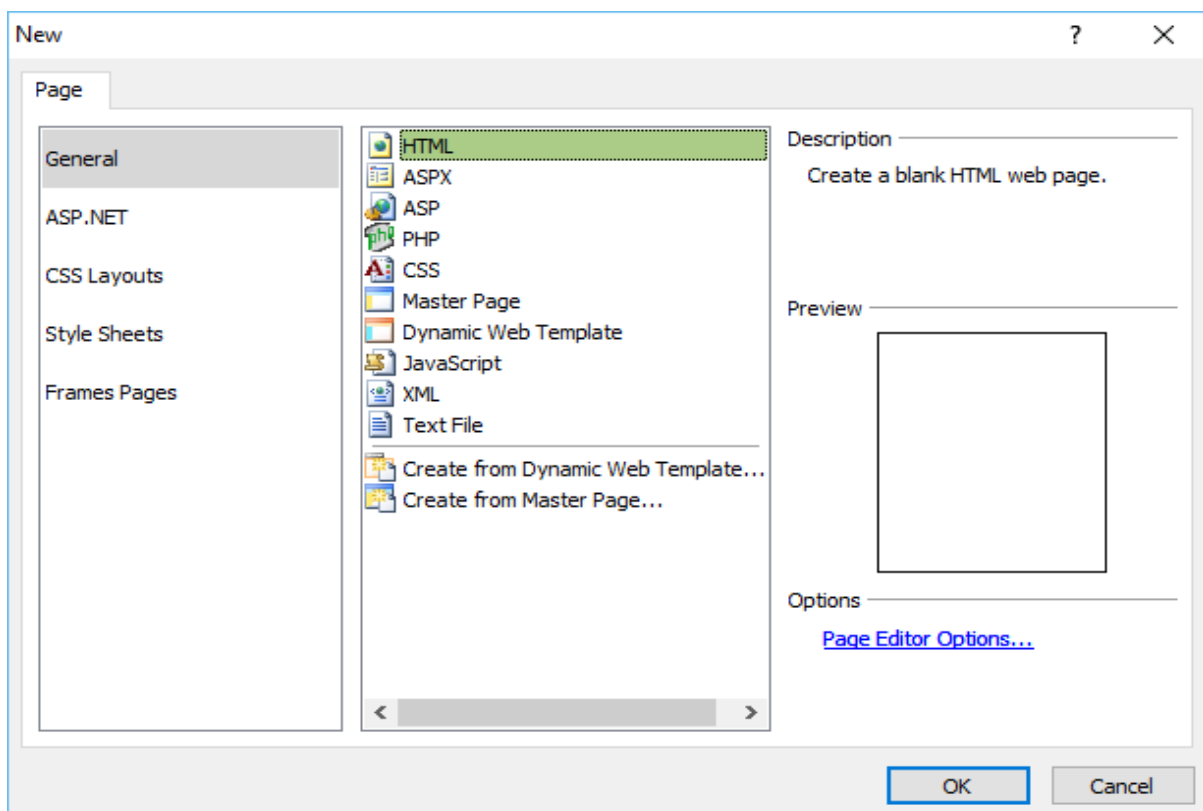 New
?
Page
General
ASP.NET
CSS Layouts
Style Sheets
Frames Pages
HTML
ASPX
ASP
php PHP
CSS
Master Page
Dynamic Web Template
JavaScript
XML
Text File
Create from Dynamic Web Template...
Create from Master Page...
Description
Create a blank HTML web page.
Preview
Options
Page Editor Options...
OK
Cancel